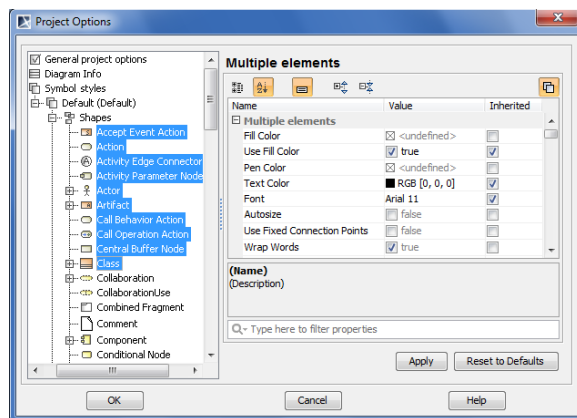 Project Options
General project options
Diagram Info
Symbol styles
Default (Default)
Shapes
Accept Event Action
Action
Activity Edge Connector
Activity Parameter Node
Actor
Artifact
Call Behavior Action
Call Operation Action
Central Buffer Node
Class
Collaboration
CollaborationUse
Combined Fragment
Comment
Component
Conditional Node
Multiple elements
Name Value Inherited
Multiple elements
Fill Color <undefined>
Use Fill Color true
Pen Color <undefined>
Text Color RGB [0, 0, 0]
Font Arial 11
Autosize false
Use Fixed Connection Points false
Wrap Words true
(Name)
(Description)
Type here to filter properties
Apply Reset to Defaults
OK Cancel Help